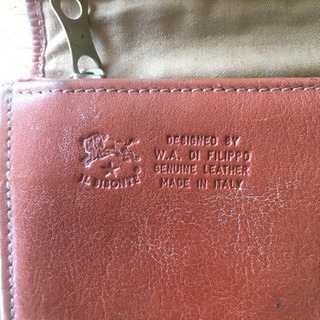 IL BISONTE
DESIGNED BY
W.A. DI FILIPPO
GENUINE LEATHER
MADE IN ITALY